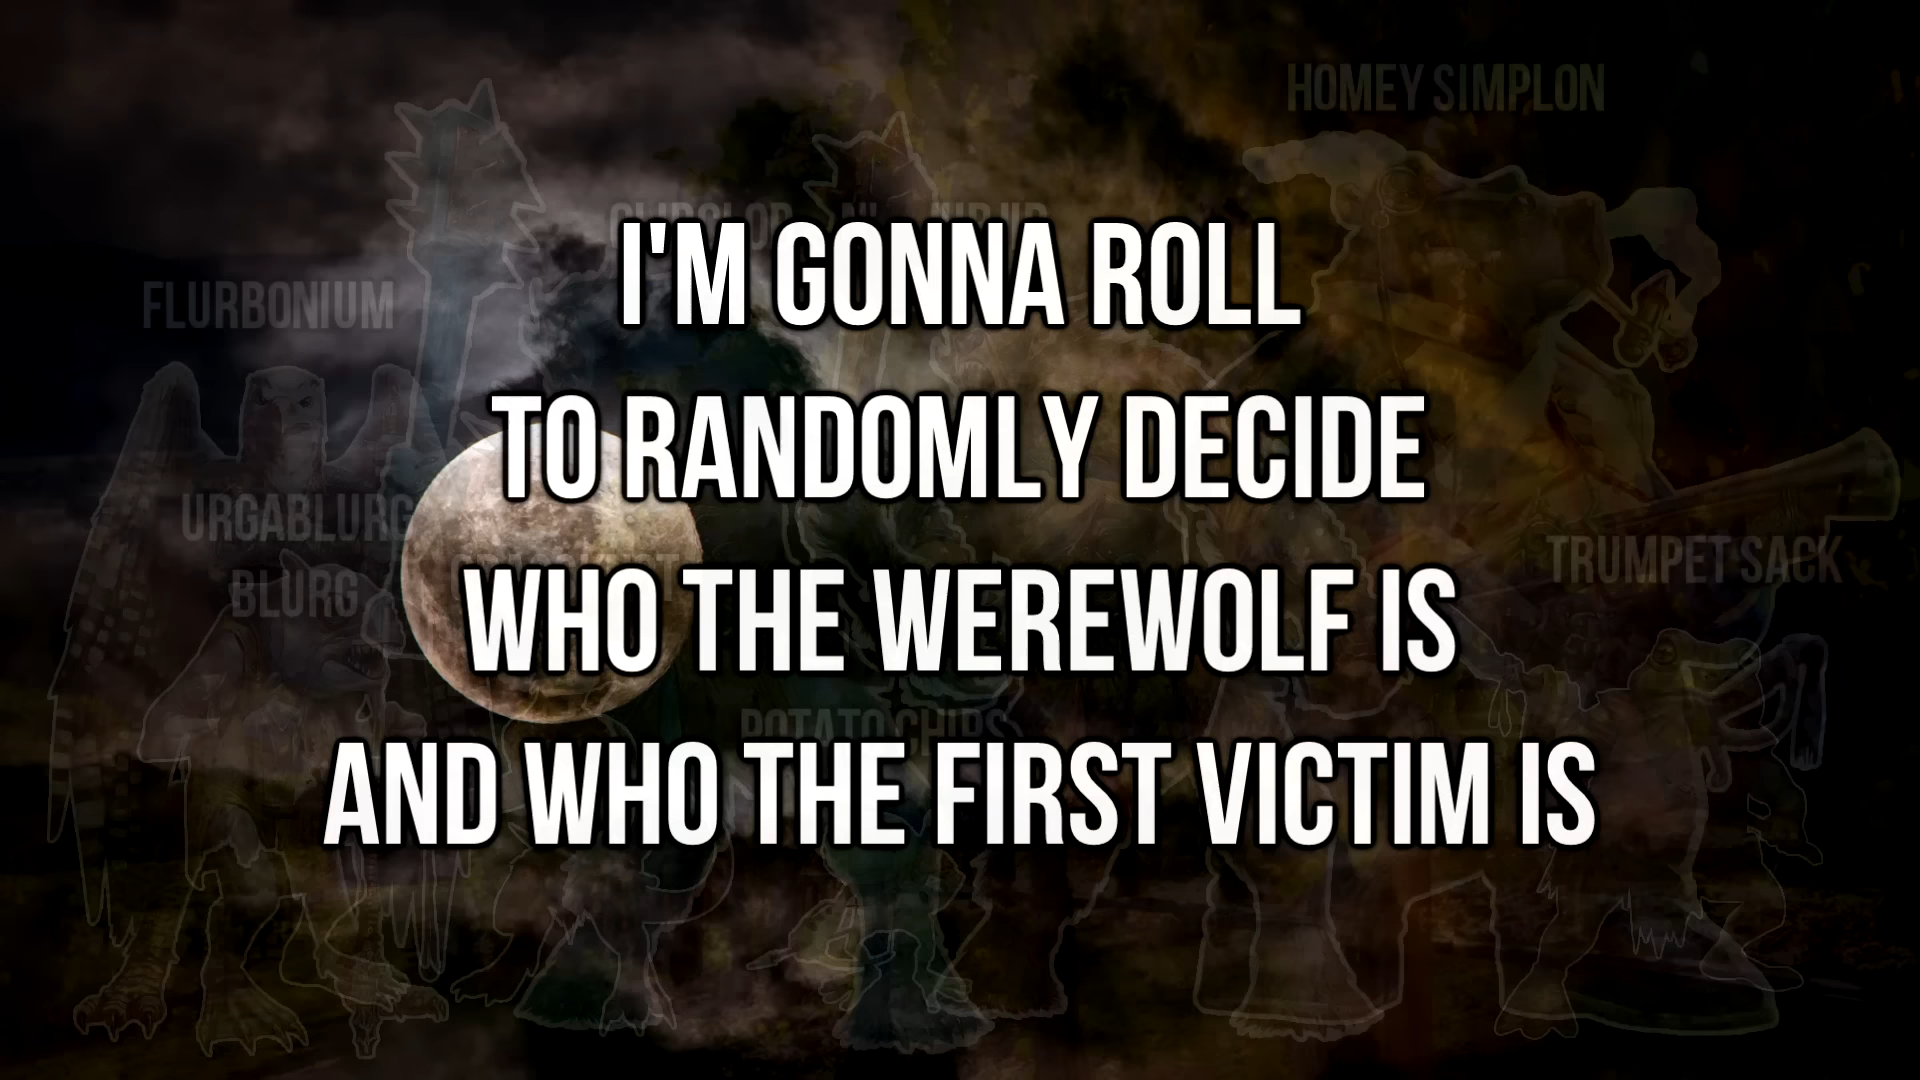 HOMEY SIMPLON
FLURBONIUM
I'M GONNA ROLL
TO RANDOMLY DECIDE
URGABLURG
BLURG
TRUMPET SACK
WHO THE WEREWOLF IS
POTATO CHIPS
AND WHO THE FIRST VICTIM IS